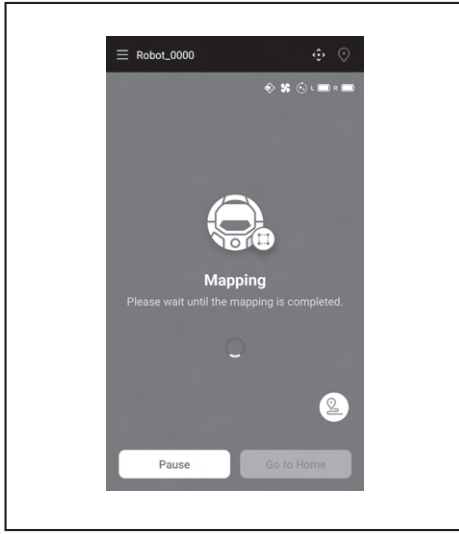 Robot_0000
L R
Mapping
Please wait until the mapping is completed.
Pause Go to Home